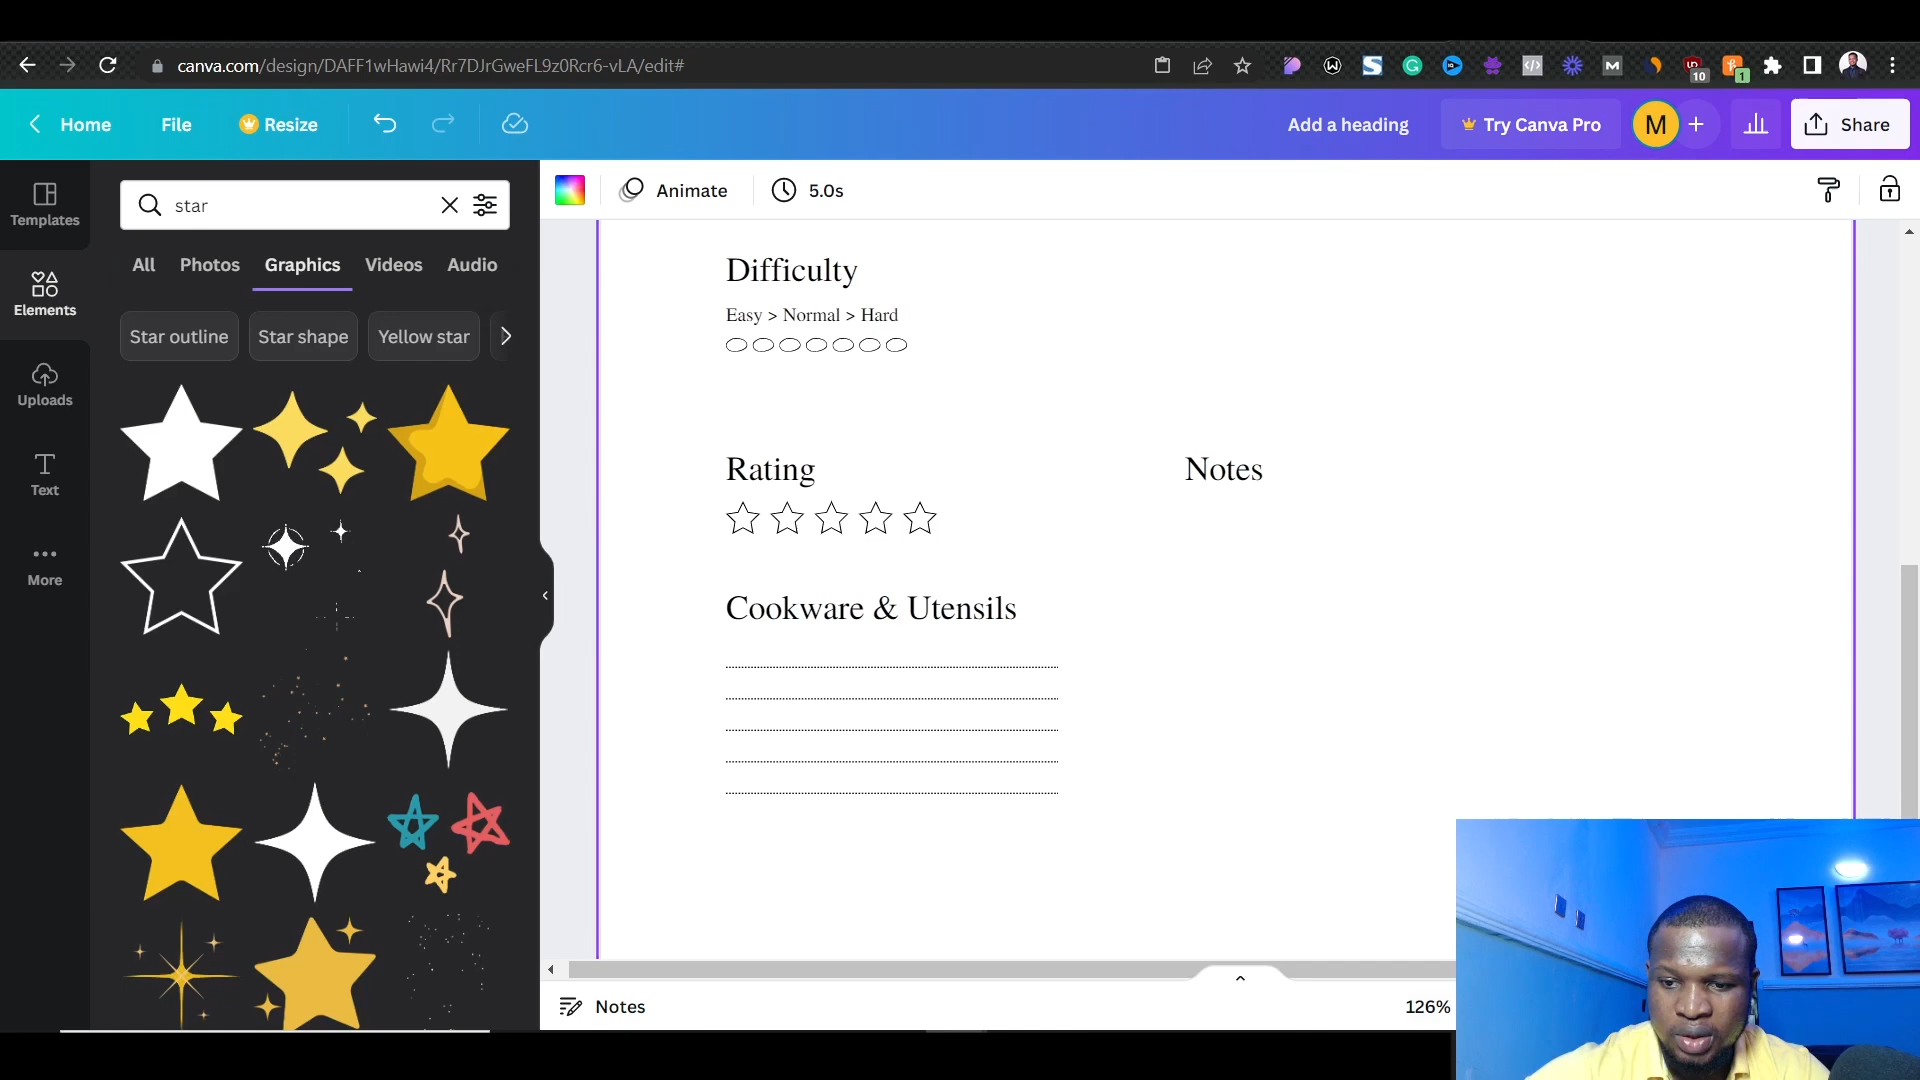 canva.com/design/DAFF1wHawi4/Rr7DJrGweFL9z0Rcr6-vLA/edit#
10
1
Home
File
Resize
Add a heading
Try Canva Pro
M
Share
Templates
Elements
Uploads
Text
More
star
All
Photos
Graphics
Videos
Audio
Star outline
Star shape
Yellow star
Animate
5.0s
Difficulty
Easy > Normal > Hard
Rating
Notes
Cookware & Utensils
Notes
126%